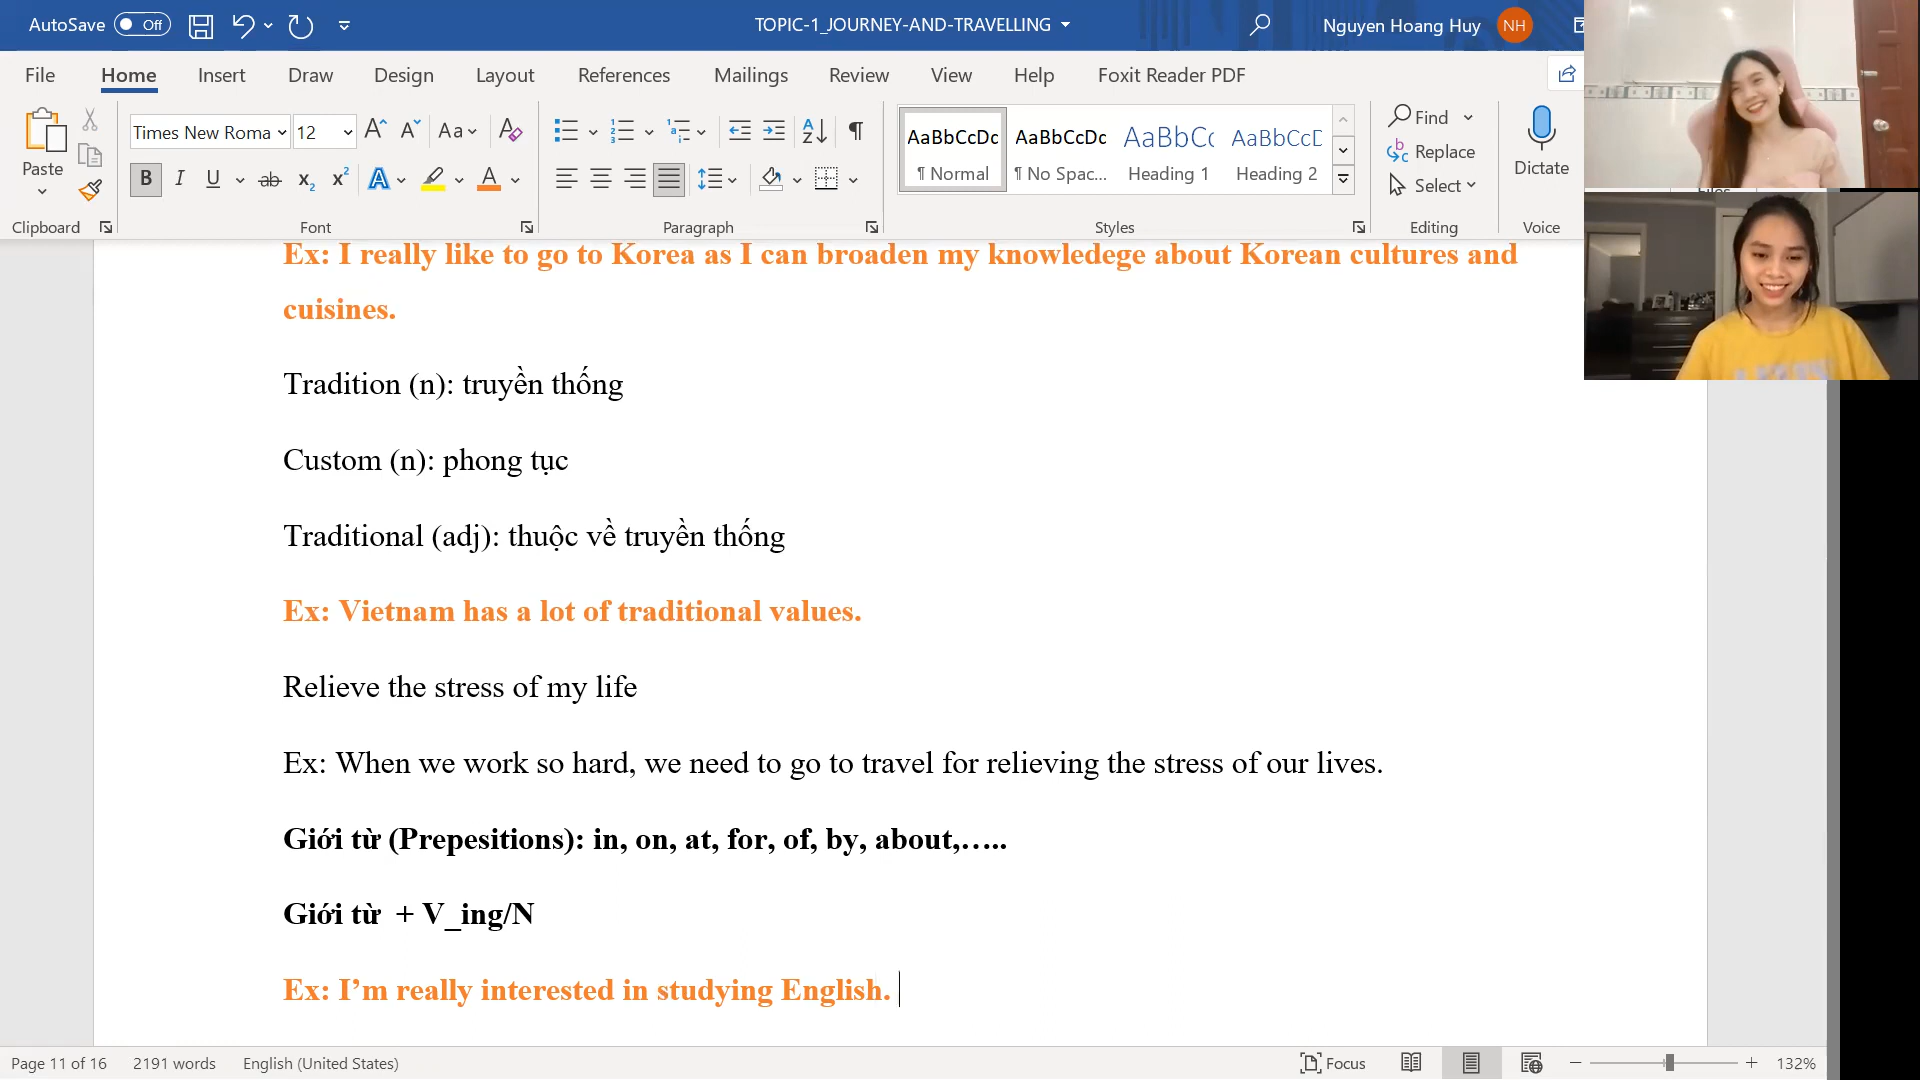 AutoSave Off TOPIC-1_JOURNEY-AND-TRAVELLING Nguyen Hoang Huy NH
File Home Insert Draw Design Layout References Mailings Review View Help Foxit Reader PDF
Times New Roma 12 Aa AaBbCcDc AaBbCcDc AaBbCc AaBbCcD Find
Paste B I U ab x₂ x² A A ¶ Normal ¶ No Spac... Heading 1 Heading 2 Replace Dictate
Select
Clipboard Font Paragraph Styles Editing Voice
Ex: I really like to go to Korea as I can broaden my knowledege about Korean cultures and
cuisines.
Tradition (n): truyền thống
Custom (n): phong tục
Traditional (adj): thuộc về truyền thống
Ex: Vietnam has a lot of traditional values.
Relieve the stress of my life
Ex: When we work so hard, we need to go to travel for relieving the stress of our lives.
Giới từ (Prepesitions): in, on, at, for, of, by, about,…..
Giới từ + V_ing/N
Ex: I’m really interested in studying English.
Page 11 of 16 2191 words English (United States) Focus 132%